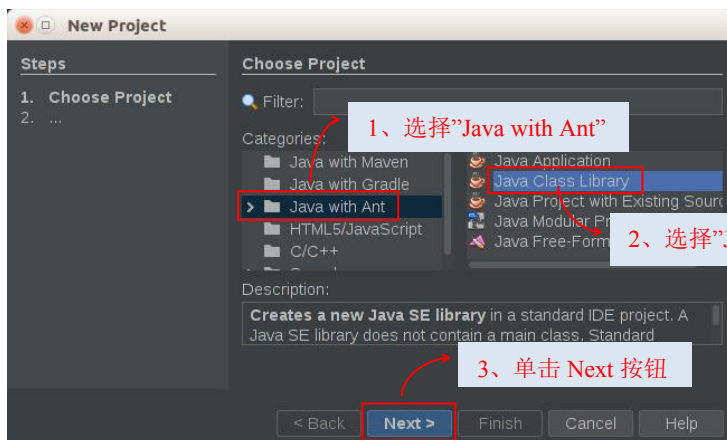 New Project
Steps
1. Choose Project
2. ...
Choose Project
Filter:
1、选择”Java with Ant”
Categories:
Java with Maven
Java with Gradle
Java with Ant
HTML5/JavaScript
C/C++
Java Application
Java Class Library
Java Project with Existing Sourc
Java Modular Pr
Java Free-Form
2、选择”J
Description:
Creates a new Java SE library in a standard IDE project. A
Java SE library does not contain a main class. Standard
3、单击 Next 按钮
< Back
Next >
Finish
Cancel
Help